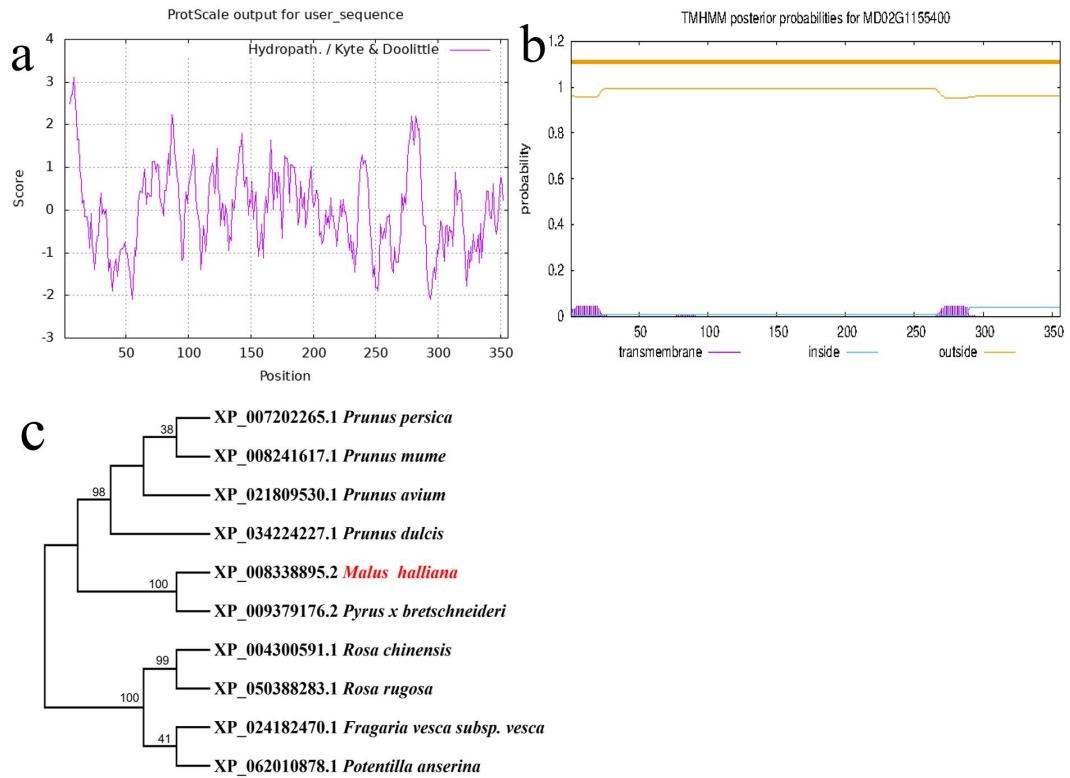 a
ProtScale output for user_sequence
Hydropath. / Kyte & Doolittle
4
3
2
1
0
-1
-2
-3
Score
50
100
150
200
250
300
350
Position
b
TMHMM posterior probabilities for MD02G1155400
1.2
1
0.8
0.6
0.4
0.2
0
probability
50
100
150
200
250
300
350
transmembrane
inside
outside
c
XP_007202265.1 Prunus persica
38
XP_008241617.1 Prunus mume
XP_021809530.1 Prunus avium
98
XP_034224227.1 Prunus dulcis
XP_008338895.2 Malus halliana
100
XP_009379176.2 Pyrus x bretschneideri
XP_004300591.1 Rosa chinensis
99
XP_050388283.1 Rosa rugosa
100
XP_024182470.1 Fragaria vesca subsp. vesca
41
XP_062010878.1 Potentilla anserina